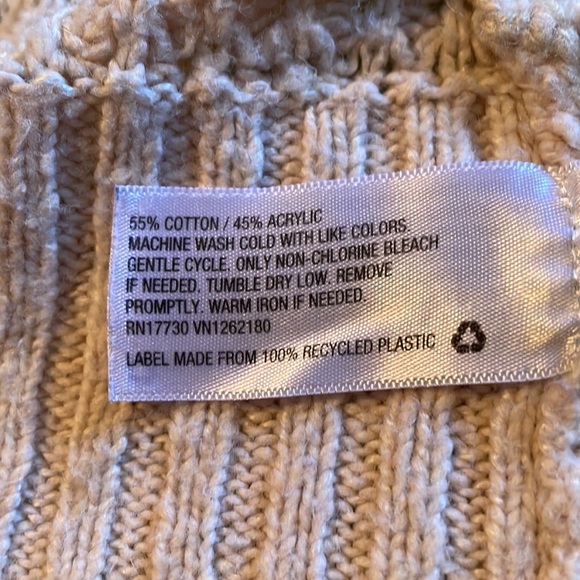 55% COTTON / 45% ACRYLIC
MACHINE WASH COLD WITH LIKE COLORS.
GENTLE CYCLE. ONLY NON-CHLORINE BLEACH
IF NEEDED. TUMBLE DRY LOW. REMOVE
PROMPTLY. WARM IRON IF NEEDED.
RN17730 VN1262180
LABEL MADE FROM 100% RECYCLED PLASTIC